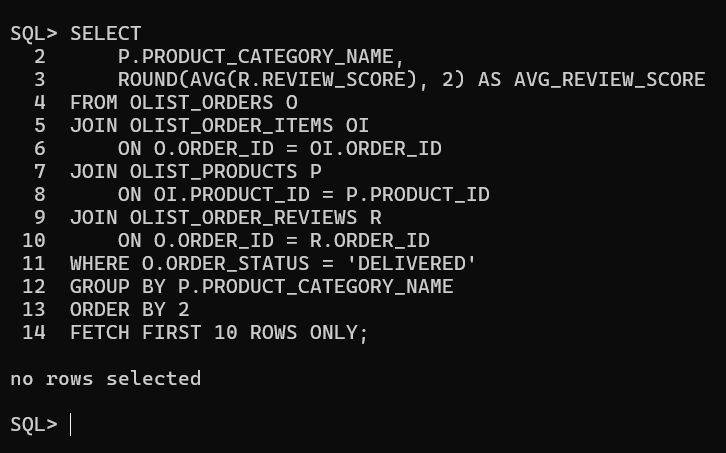 SQL> SELECT
  2      P.PRODUCT_CATEGORY_NAME,
  3      ROUND(AVG(R.REVIEW_SCORE), 2) AS AVG_REVIEW_SCORE
  4  FROM OLIST_ORDERS O
  5  JOIN OLIST_ORDER_ITEMS OI
  6      ON O.ORDER_ID = OI.ORDER_ID
  7  JOIN OLIST_PRODUCTS P
  8      ON OI.PRODUCT_ID = P.PRODUCT_ID
  9  JOIN OLIST_ORDER_REVIEWS R
 10      ON O.ORDER_ID = R.ORDER_ID
 11  WHERE O.ORDER_STATUS = 'DELIVERED'
 12  GROUP BY P.PRODUCT_CATEGORY_NAME
 13  ORDER BY 2
 14  FETCH FIRST 10 ROWS ONLY;
no rows selected
SQL>